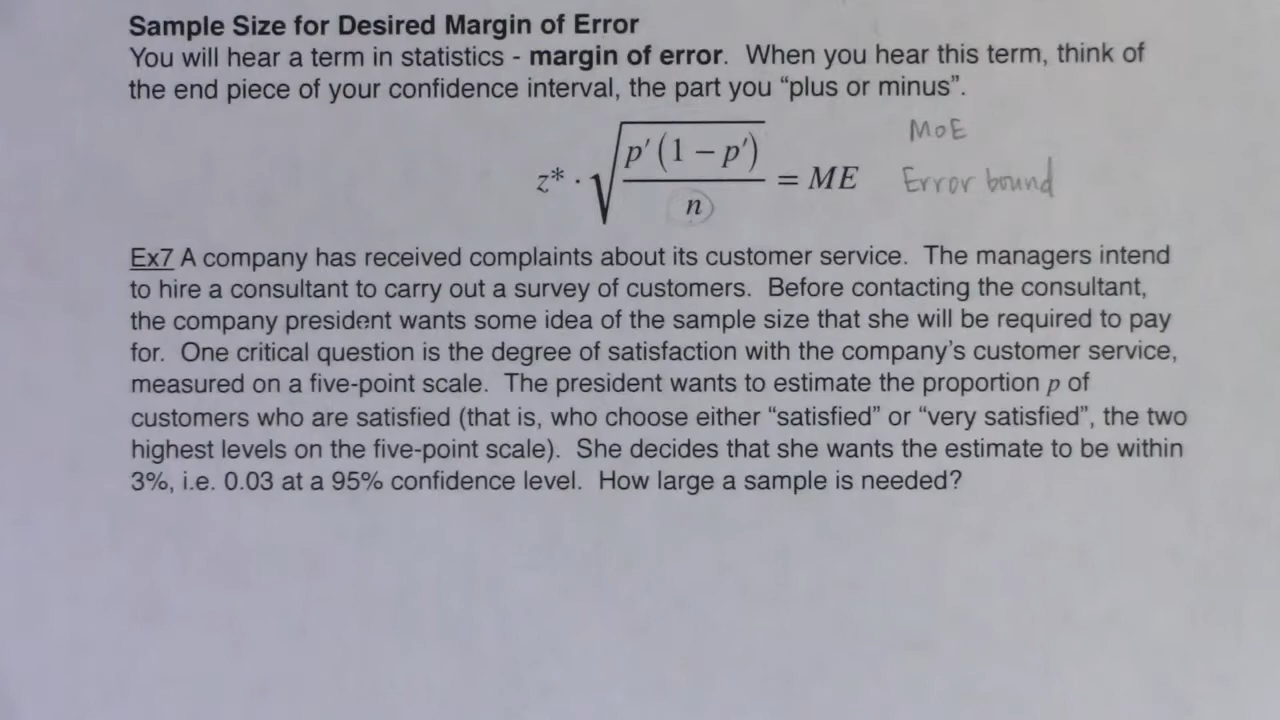 Sample Size for Desired Margin of Error
You will hear a term in statistics - margin of error. When you hear this term, think of
the end piece of your confidence interval, the part you “plus or minus”.
MoE
z* · √(p′(1 − p′)/n) = ME Error bound
Ex7 A company has received complaints about its customer service. The managers intend
to hire a consultant to carry out a survey of customers. Before contacting the consultant,
the company president wants some idea of the sample size that she will be required to pay
for. One critical question is the degree of satisfaction with the company’s customer service,
measured on a five-point scale. The president wants to estimate the proportion p of
customers who are satisfied (that is, who choose either “satisfied” or “very satisfied”, the two
highest levels on the five-point scale). She decides that she wants the estimate to be within
3%, i.e. 0.03 at a 95% confidence level. How large a sample is needed?